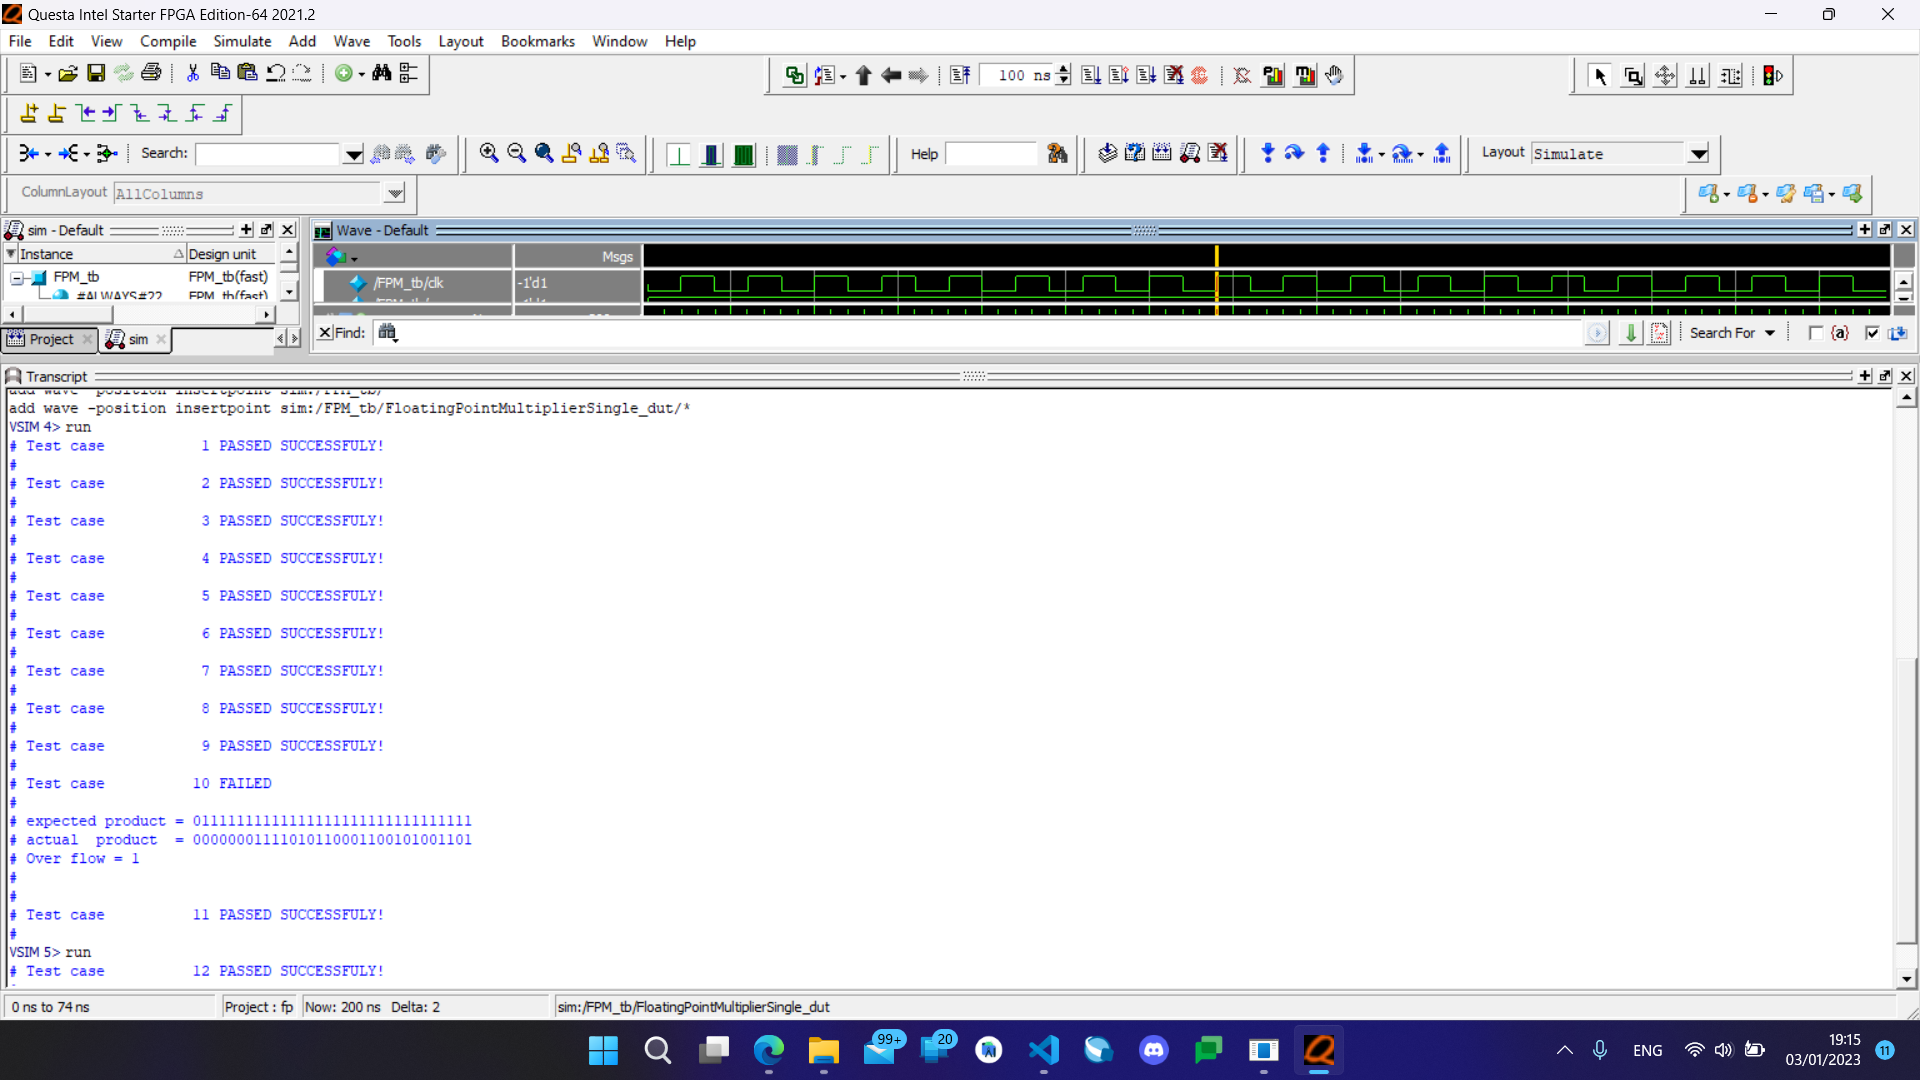 Questa Intel Starter FPGA Edition-64 2021.2
File Edit View Compile Simulate Add Wave Tools Layout Bookmarks Window Help
100 ns
Search:
Help
Layout Simulate
ColumnLayout AllColumns
sim - Default
Wave - Default
Instance Design unit
Msgs
FPM_tb FPM_tb(fast)
/FPM_tb/clk -1'd1
#ALWAYS#22 FPM_tb(fast)
Project sim
Find: Search For
Transcript
add wave -position insertpoint sim:/FPM_tb/
add wave -position insertpoint sim:/FPM_tb/FloatingPointMultiplierSingle_dut/*
VSIM 4> run
# Test case 1 PASSED SUCCESSFULY!
#
# Test case 2 PASSED SUCCESSFULY!
#
# Test case 3 PASSED SUCCESSFULY!
#
# Test case 4 PASSED SUCCESSFULY!
#
# Test case 5 PASSED SUCCESSFULY!
#
# Test case 6 PASSED SUCCESSFULY!
#
# Test case 7 PASSED SUCCESSFULY!
#
# Test case 8 PASSED SUCCESSFULY!
#
# Test case 9 PASSED SUCCESSFULY!
#
# Test case 10 FAILED
#
# expected product = 01111111111111111111111111111111
# actual product = 00000001111010110001100101001101
# Over flow = 1
#
#
# Test case 11 PASSED SUCCESSFULY!
#
VSIM 5> run
# Test case 12 PASSED SUCCESSFULY!
0 ns to 74 ns Project : fp Now: 200 ns Delta: 2 sim:/FPM_tb/FloatingPointMultiplierSingle_dut
99+ 20 ENG 19:15
03/01/2023 11